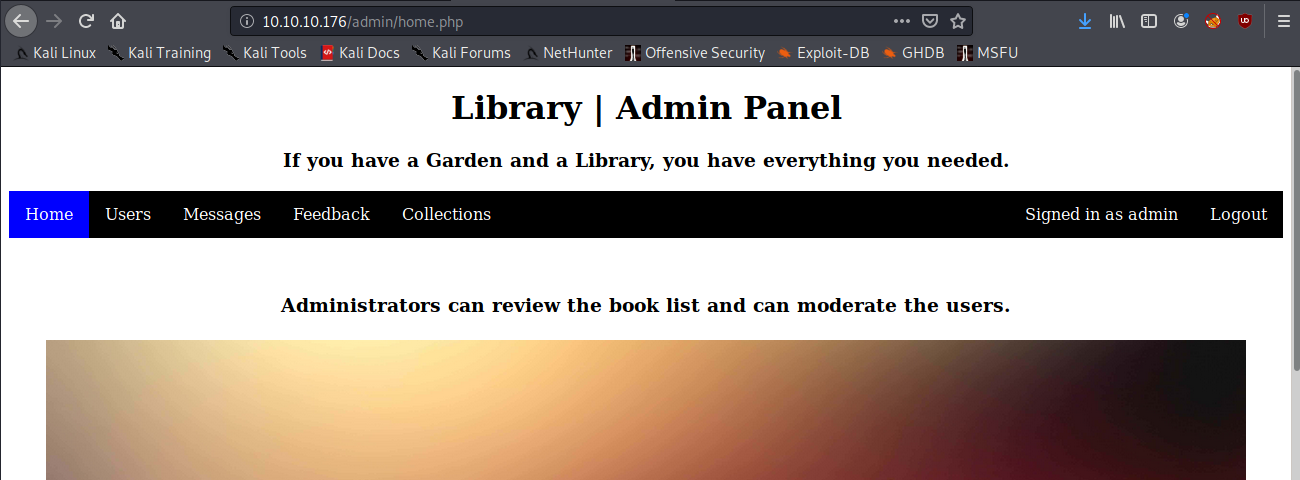 10.10.10.176/admin/home.php
Kali Linux Kali Training Kali Tools Kali Docs Kali Forums NetHunter Offensive Security Exploit-DB GHDB MSFU
Library | Admin Panel
If you have a Garden and a Library, you have everything you needed.
Home Users Messages Feedback Collections Signed in as admin Logout
Administrators can review the book list and can moderate the users.